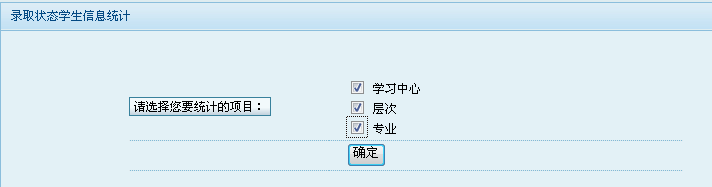 录取状态学生信息统计
学习中心
请选择您要统计的项目：
层次
专业
确定